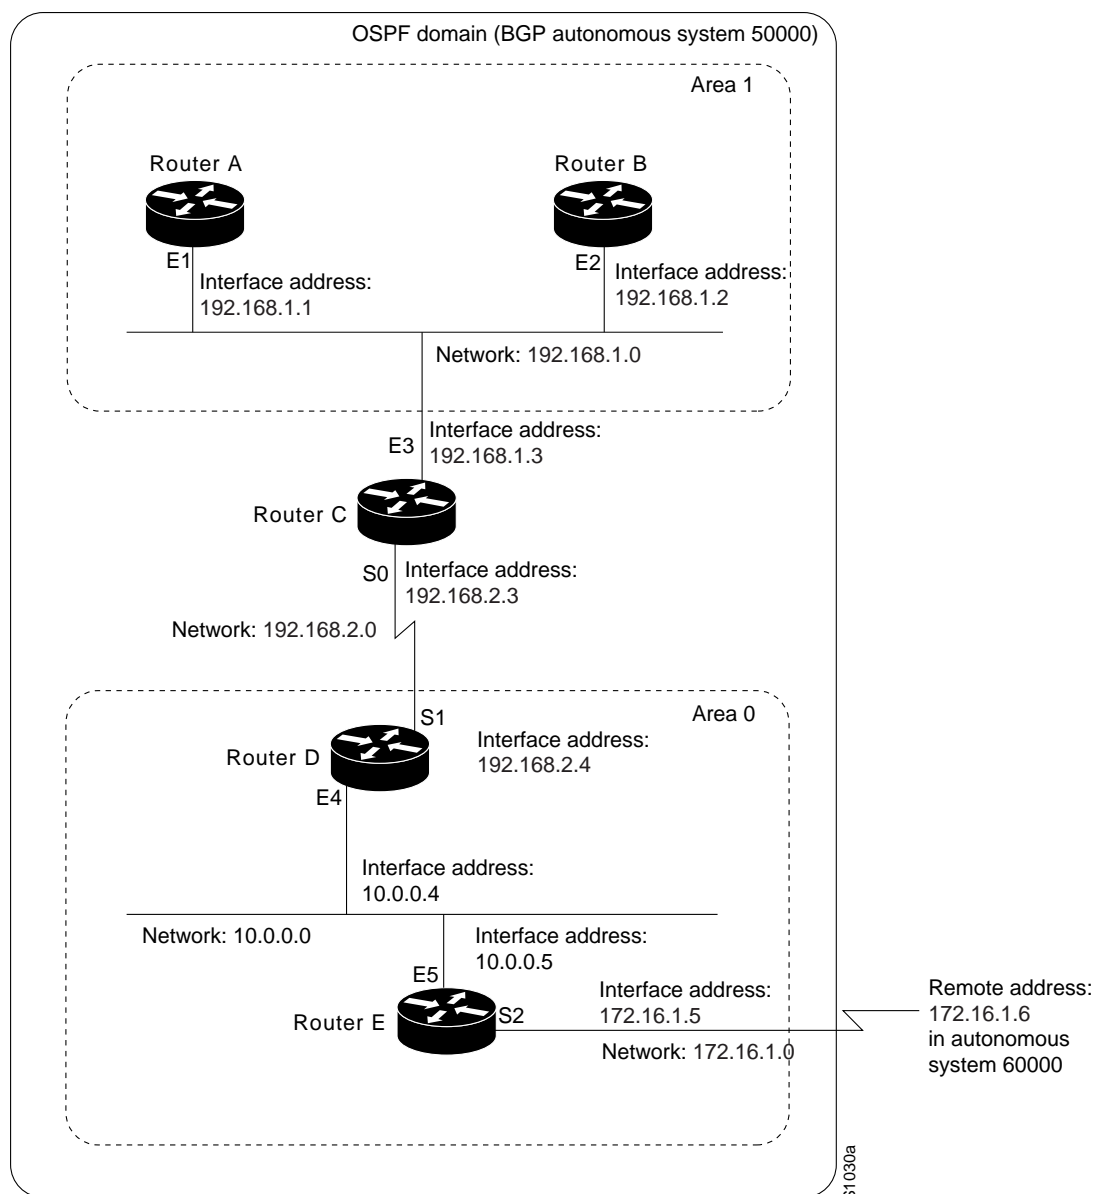 OSPF domain (BGP autonomous system 50000)
Area 1
Router A
Router B
E1
Interface address:
192.168.1.1
E2
Interface address:
192.168.1.2
Network: 192.168.1.0
E3
Interface address:
192.168.1.3
Router C
S0
Interface address:
192.168.2.3
Network: 192.168.2.0
Area 0
S1
Router D
Interface address:
192.168.2.4
E4
Interface address:
10.0.0.4
Network: 10.0.0.0
Interface address:
10.0.0.5
E5
Router E
S2
Interface address:
172.16.1.5
Network: 172.16.1.0
Remote address:
172.16.1.6
in autonomous
system 60000